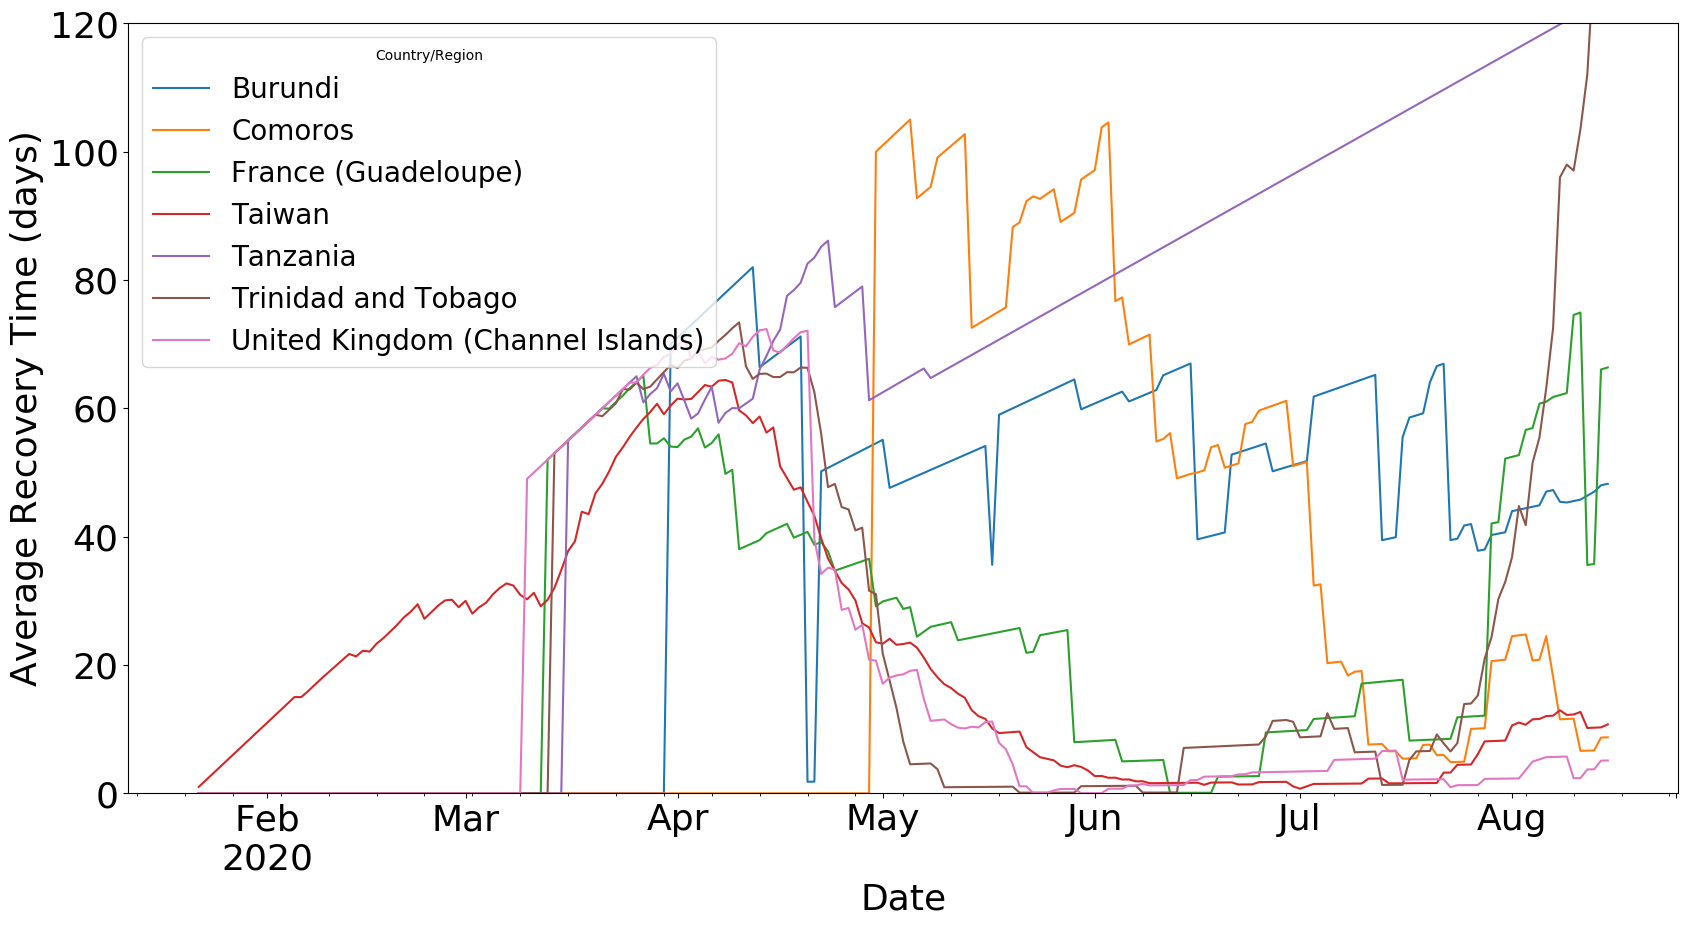 Average Recovery Time (days)
120
100
80
60
40
20
0
Country/Region
Burundi
Comoros
France (Guadeloupe)
Taiwan
Tanzania
Trinidad and Tobago
United Kingdom (Channel Islands)
Feb Mar Apr May Jun Jul Aug
2020
Date